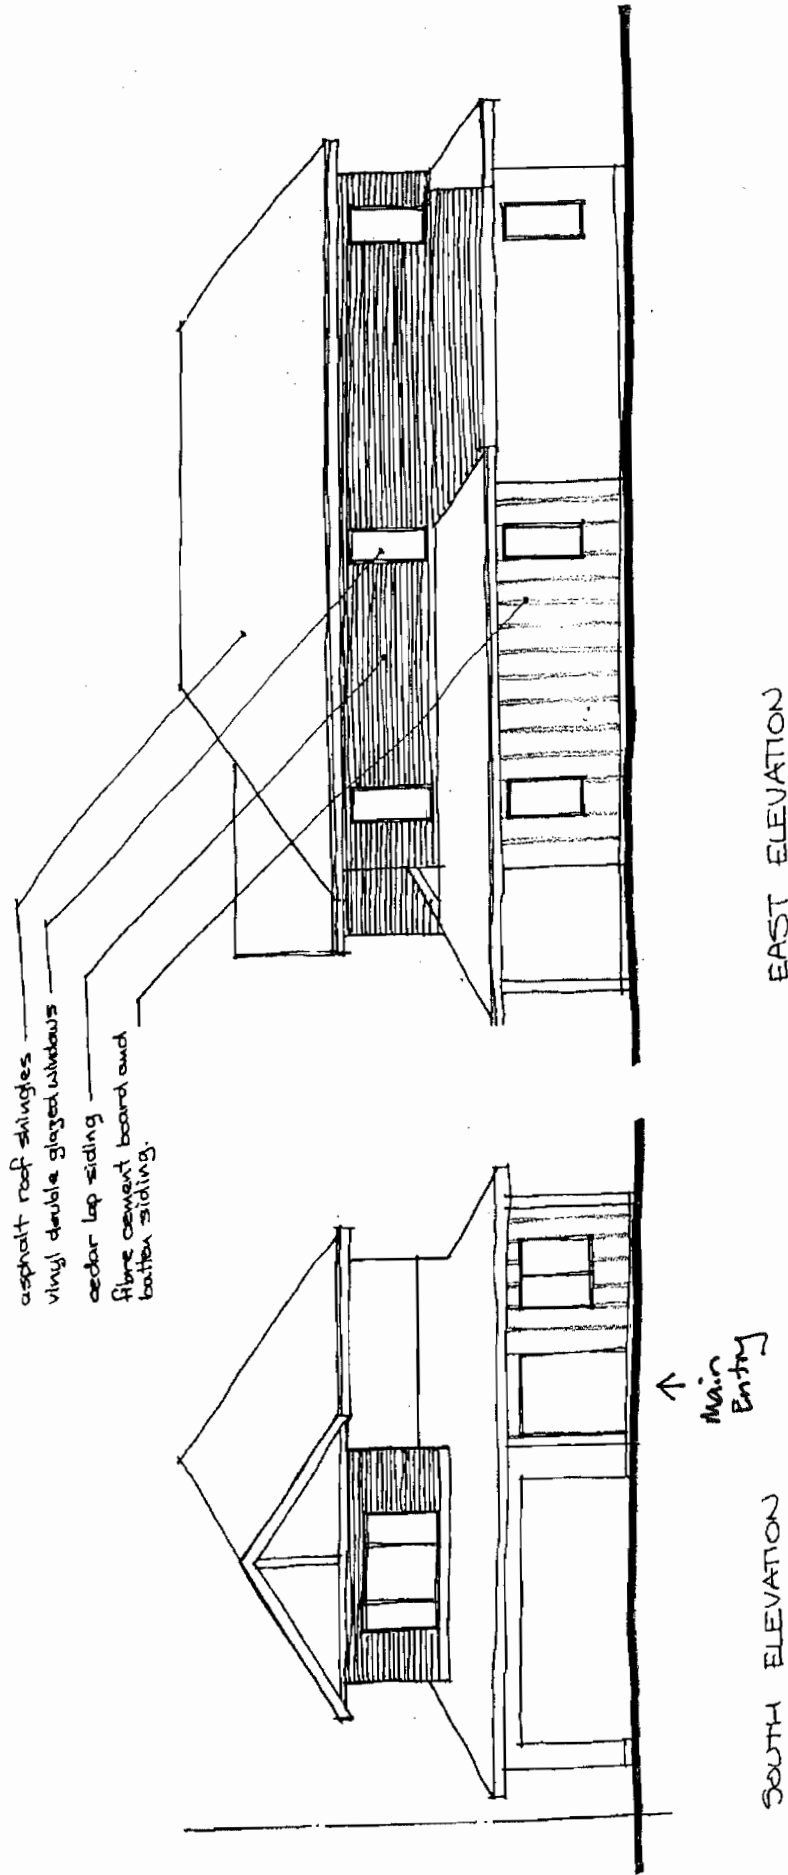 asphalt roof shingles
vinyl double glazed windows
cedar lap siding
fibre cement board and
batten siding.
Main
Entry
SOUTH ELEVATION
EAST ELEVATION